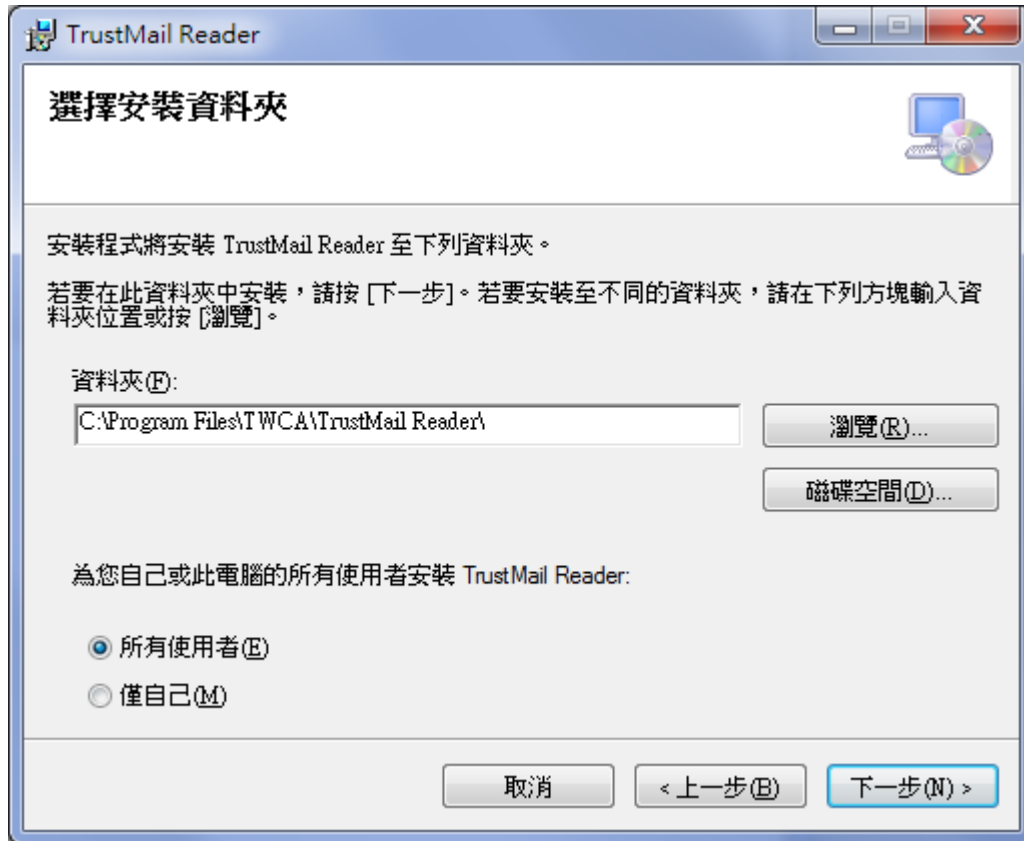 TrustMail Reader
選擇安裝資料夾
安裝程式將安裝 TrustMail Reader 至下列資料夾。
若要在此資料夾中安裝，請按 [下一步]。若要安裝至不同的資料夾，請在下列方塊輸入資
料夾位置或按 [瀏覽]。
資料夾(F):
C:\Program Files\TWCA\TrustMail Reader\
瀏覽(R)...
磁碟空間(D)...
為您自己或此電腦的所有使用者安裝 TrustMail Reader:
所有使用者(E)
僅自己(M)
取消
< 上一步(B)
下一步(N) >